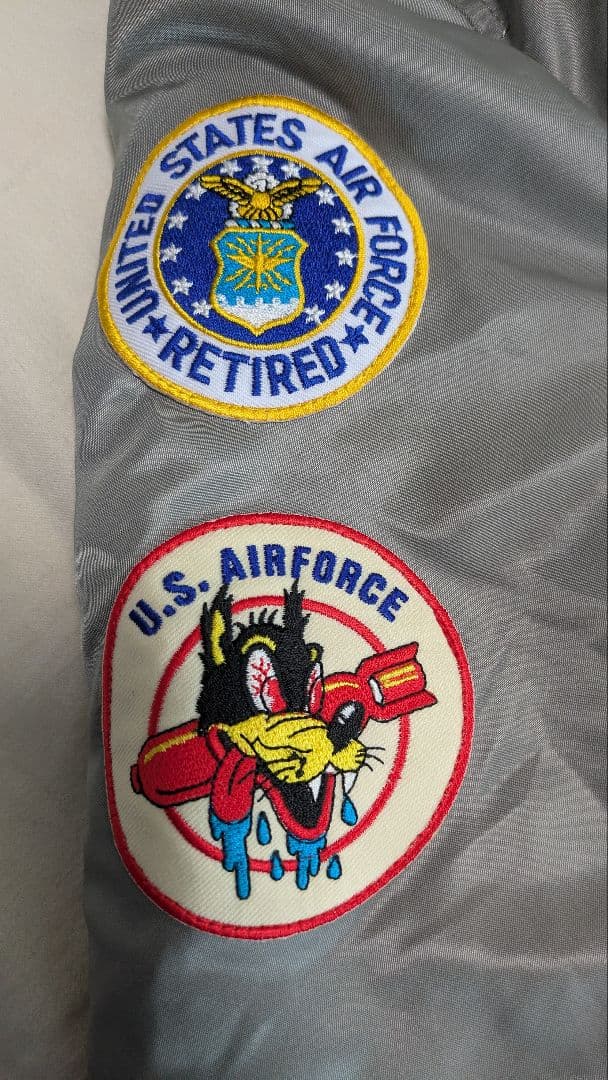 UNITED STATES AIR FORCE
★RETIRED★
U.S. AIRFORCE